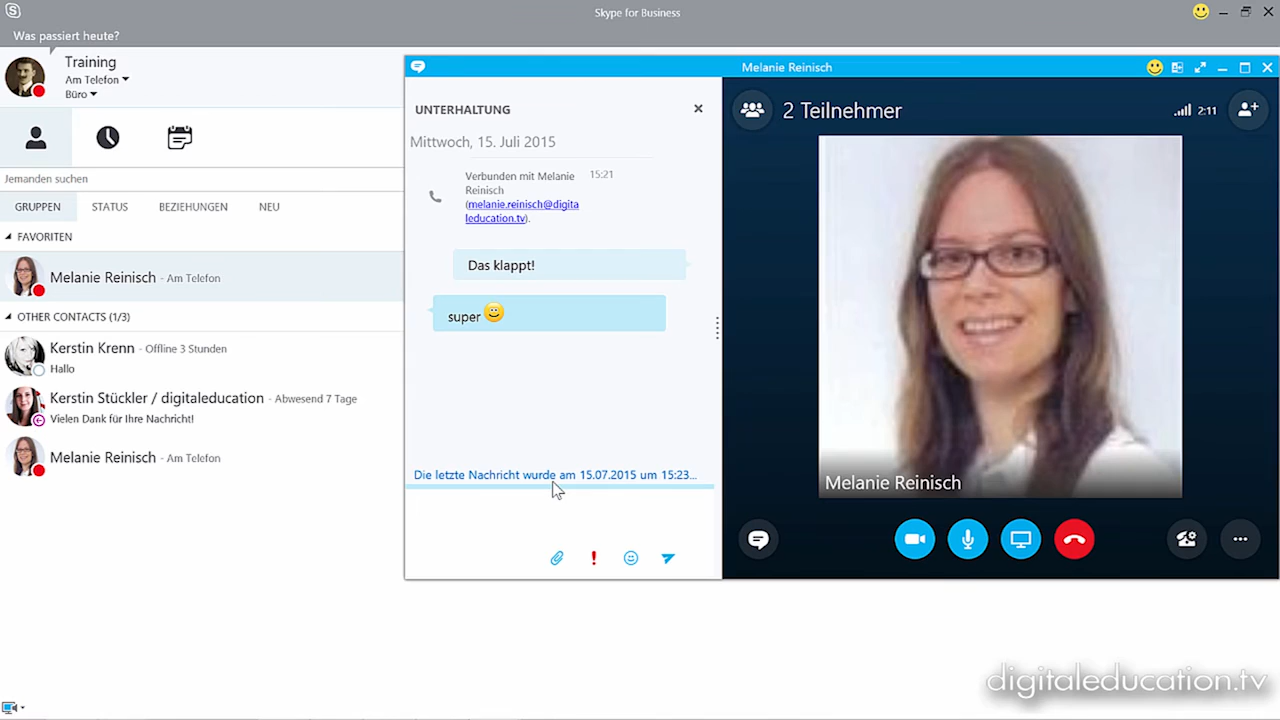 Skype for Business
Was passiert heute?
Training
Am Telefon
Büro
Jemanden suchen
GRUPPEN STATUS BEZIEHUNGEN NEU
FAVORITEN
Melanie Reinisch - Am Telefon
OTHER CONTACTS (1/3)
Kerstin Krenn - Offline 3 Stunden
Hallo
Kerstin Stückler / digitaleducation - Abwesend 7 Tage
Vielen Dank für Ihre Nachricht!
Melanie Reinisch - Am Telefon
Melanie Reinisch
UNTERHALTUNG
Mittwoch, 15. Juli 2015
Verbunden mit Melanie 15:21
Reinisch
(melanie.reinisch@digita
leducation.tv).
Das klappt!
super
Die letzte Nachricht wurde am 15.07.2015 um 15:23...
2 Teilnehmer
2:11
Melanie Reinisch
digitaleducation.tv